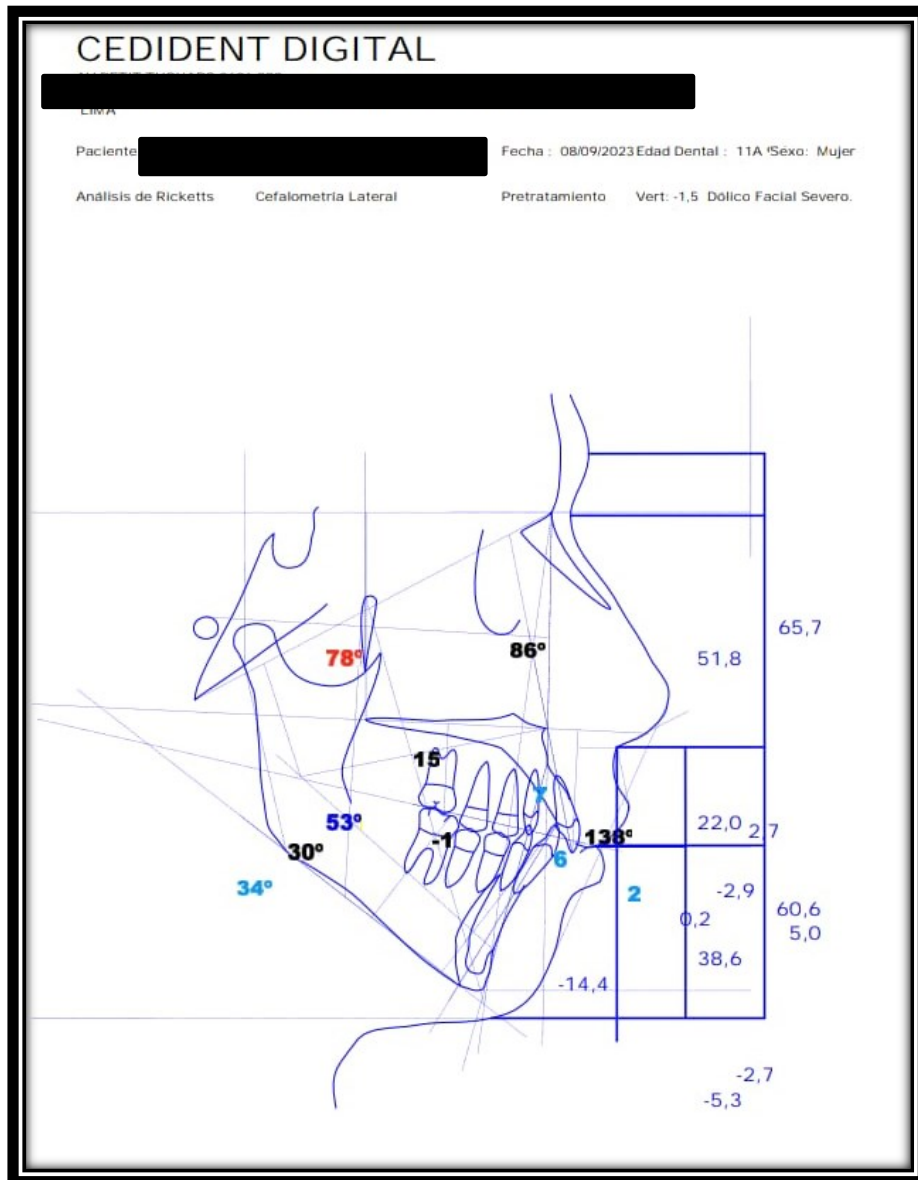 CEDIDENT DIGITAL
LIMA
Paciente Fecha : 08/09/2023 Edad Dental : 11A Sexo: Mujer
Análisis de Ricketts Cefalometría Lateral Pretratamiento Vert: -1,5 Dólico Facial Severo.
65,7
78º 86º 51,8
15
7
53º 22,0 2,7
30º -1 138º
6
34º 2 -2,9
0,2 60,6
5,0
38,6
-14,4
-2,7
-5,3